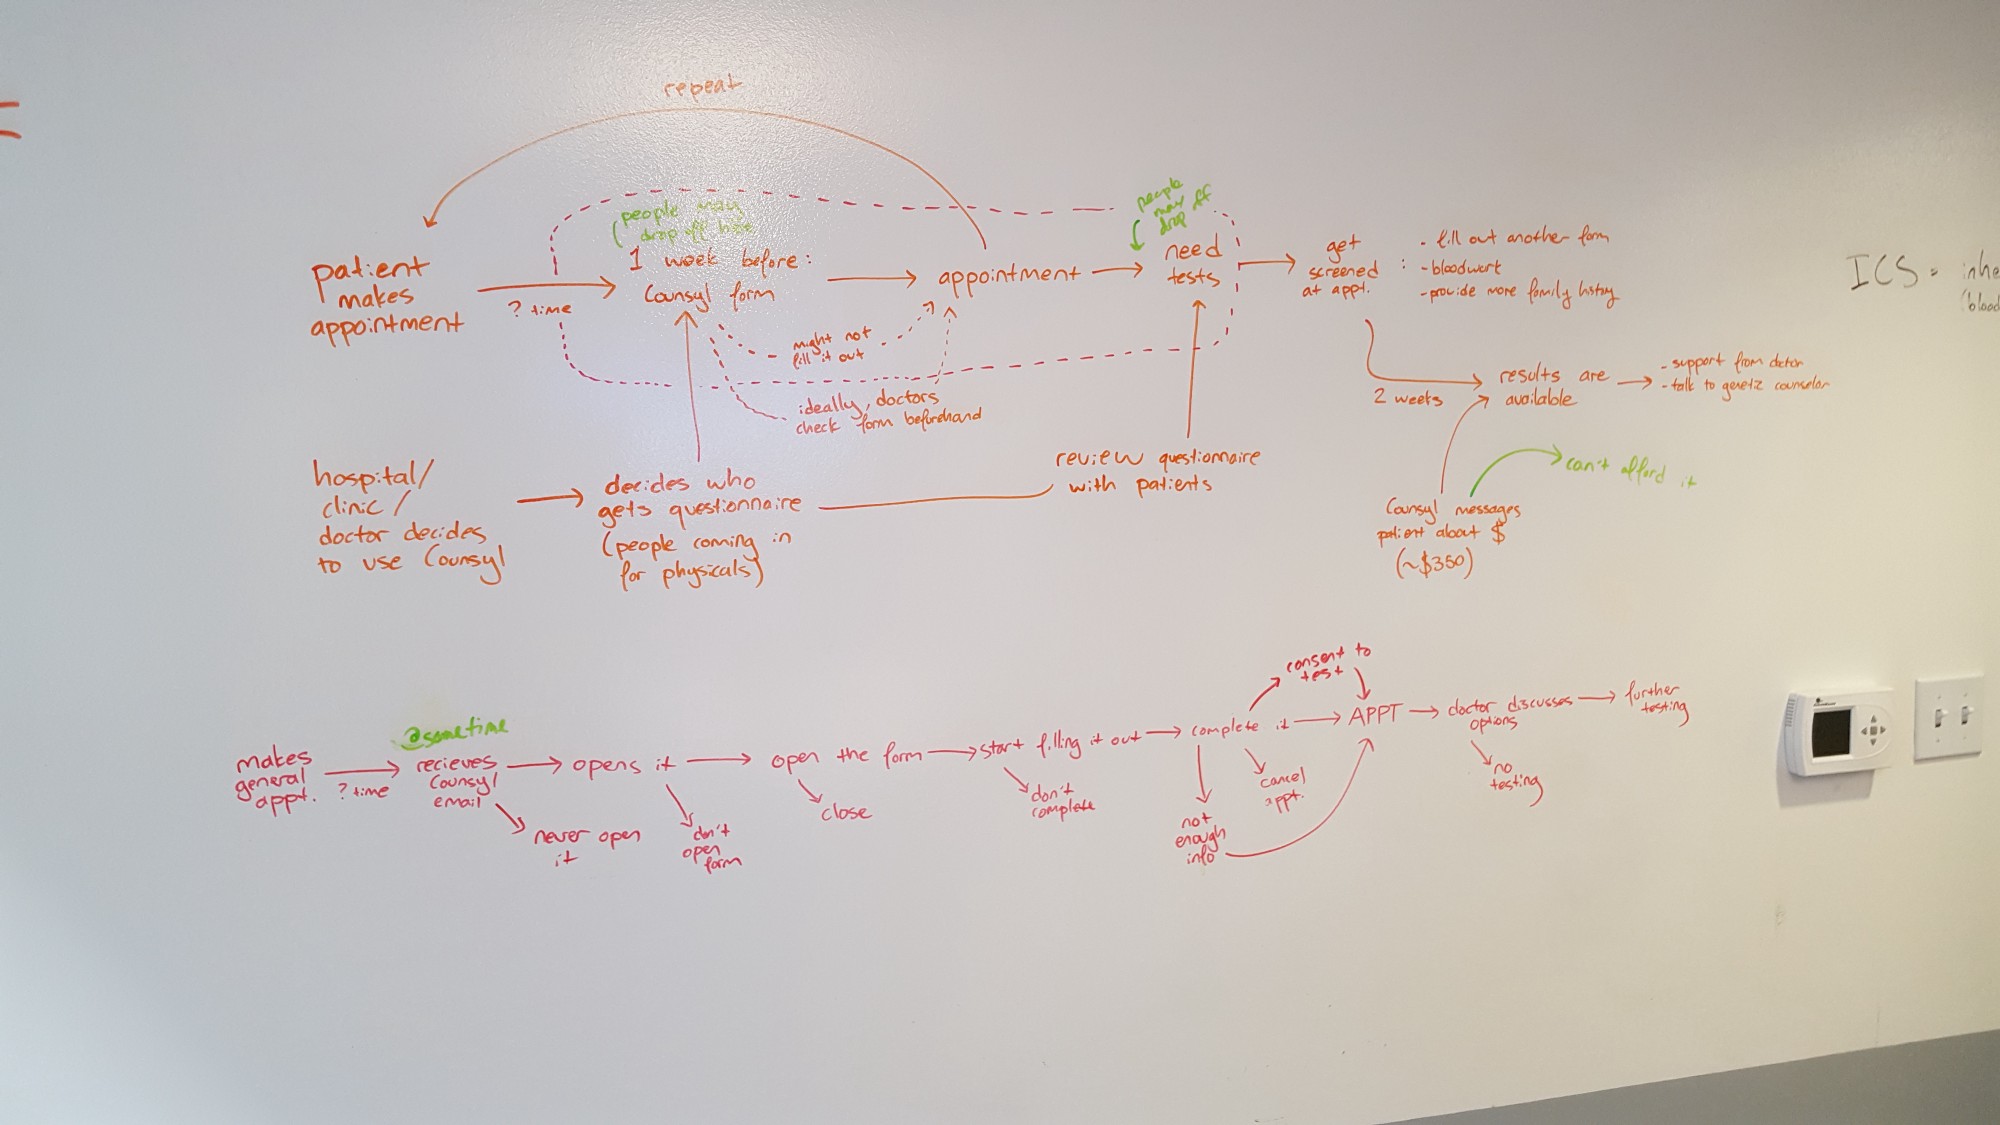 repeat
people may
drop off here
people
may
drop off
patient
makes
appointment
? time
1 week before:
Counsyl form
appointment
need
tests
get
screened
at appt.
:
- fill out another form
- bloodwork
- provide more family history
ICS = inhe
(blood
might not
fill it out
ideally, doctors
check form beforehand
2 weeks
results are
available
- support from doctor
- talk to genetic counselor
hospital/
clinic/
doctor decides
to use Counsyl
decides who
gets questionnaire
(people coming in
for physicals)
review questionnaire
with patients
can't afford it
Counsyl messages
patient about $
(~$350)
makes
general
appt.
? time
@sometime
recieves
Counsyl
email
never open
it
opens it
don't
open
form
open the form
close
start filling it out
don't
complete
complete it
consent to
test
cancel
appt.
not
enough
info
APPT
doctor discusses
options
no
testing
further
testing